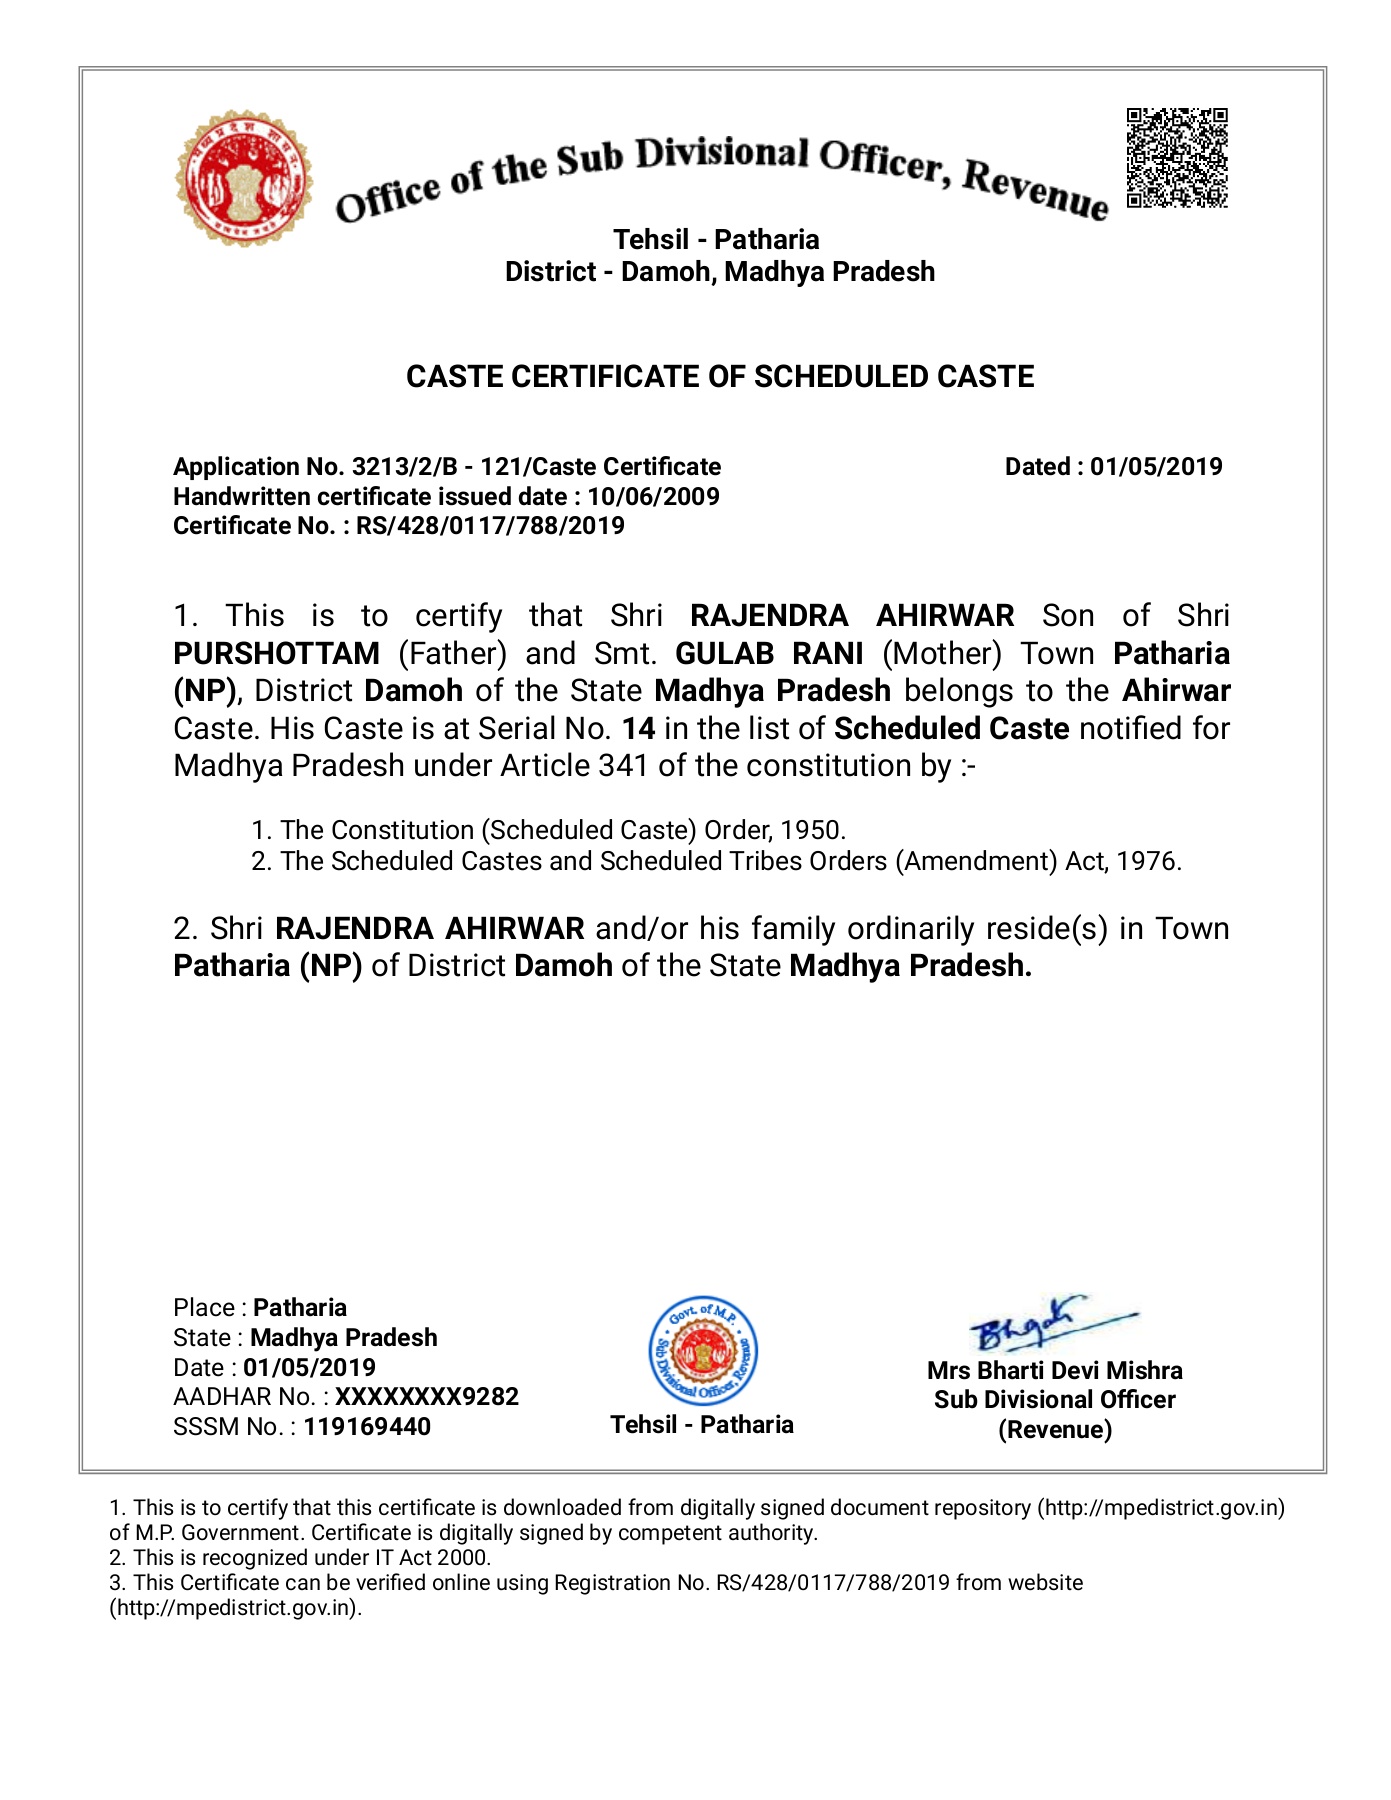 Office of the Sub Divisional Officer, Revenue
Tehsil - Patharia
District - Damoh, Madhya Pradesh
CASTE CERTIFICATE OF SCHEDULED CASTE
Application No. 3213/2/B - 121/Caste Certificate Dated : 01/05/2019
Handwritten certificate issued date : 10/06/2009
Certificate No. : RS/428/0117/788/2019
1. This is to certify that Shri RAJENDRA AHIRWAR Son of Shri
PURSHOTTAM (Father) and Smt. GULAB RANI (Mother) Town Patharia
(NP), District Damoh of the State Madhya Pradesh belongs to the Ahirwar
Caste. His Caste is at Serial No. 14 in the list of Scheduled Caste notified for
Madhya Pradesh under Article 341 of the constitution by :-
1. The Constitution (Scheduled Caste) Order, 1950.
2. The Scheduled Castes and Scheduled Tribes Orders (Amendment) Act, 1976.
2. Shri RAJENDRA AHIRWAR and/or his family ordinarily reside(s) in Town
Patharia (NP) of District Damoh of the State Madhya Pradesh.
Place : Patharia
State : Madhya Pradesh
Date : 01/05/2019
AADHAR No. : XXXXXXXX9282
SSSM No. : 119169440
Govt. of M.P.
Sub Divisional Officer, Revenue
Tehsil - Patharia
Mrs Bharti Devi Mishra
Sub Divisional Officer
(Revenue)
1. This is to certify that this certificate is downloaded from digitally signed document repository (http://mpedistrict.gov.in)
of M.P. Government. Certificate is digitally signed by competent authority.
2. This is recognized under IT Act 2000.
3. This Certificate can be verified online using Registration No. RS/428/0117/788/2019 from website
(http://mpedistrict.gov.in).